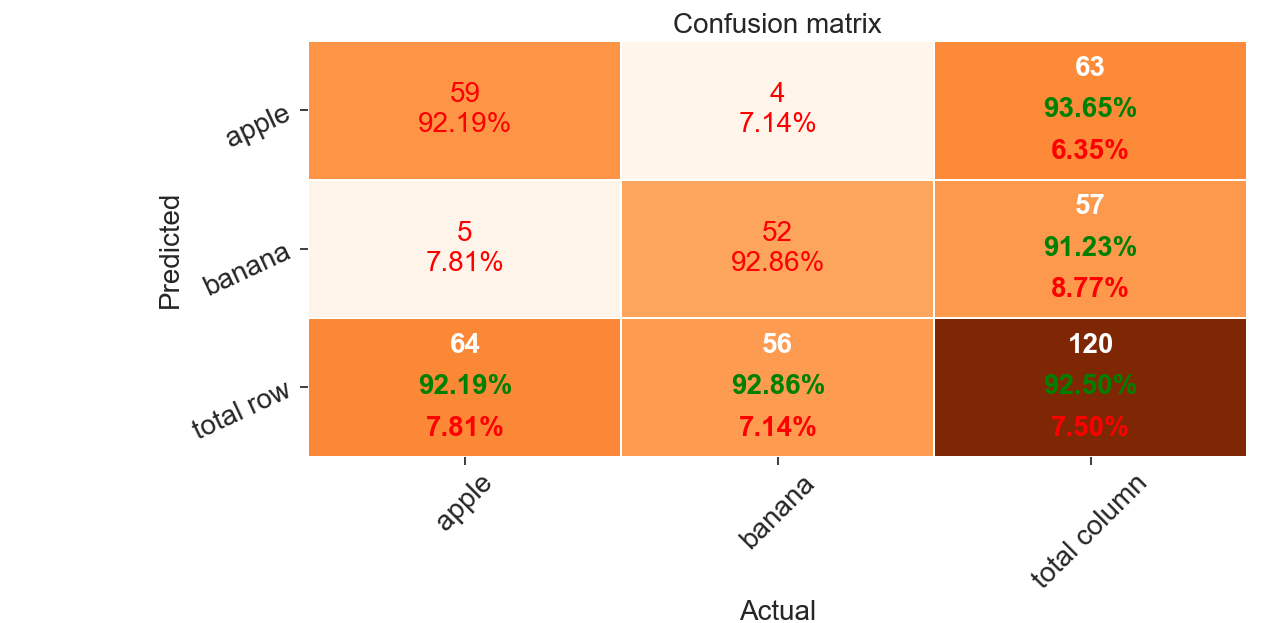 Confusion matrix
apple
59
92.19%
4
7.14%
63
93.65%
6.35%
Predicted
banana
5
7.81%
52
92.86%
57
91.23%
8.77%
total row
64
92.19%
7.81%
56
92.86%
7.14%
120
92.50%
7.50%
apple
banana
total column
Actual